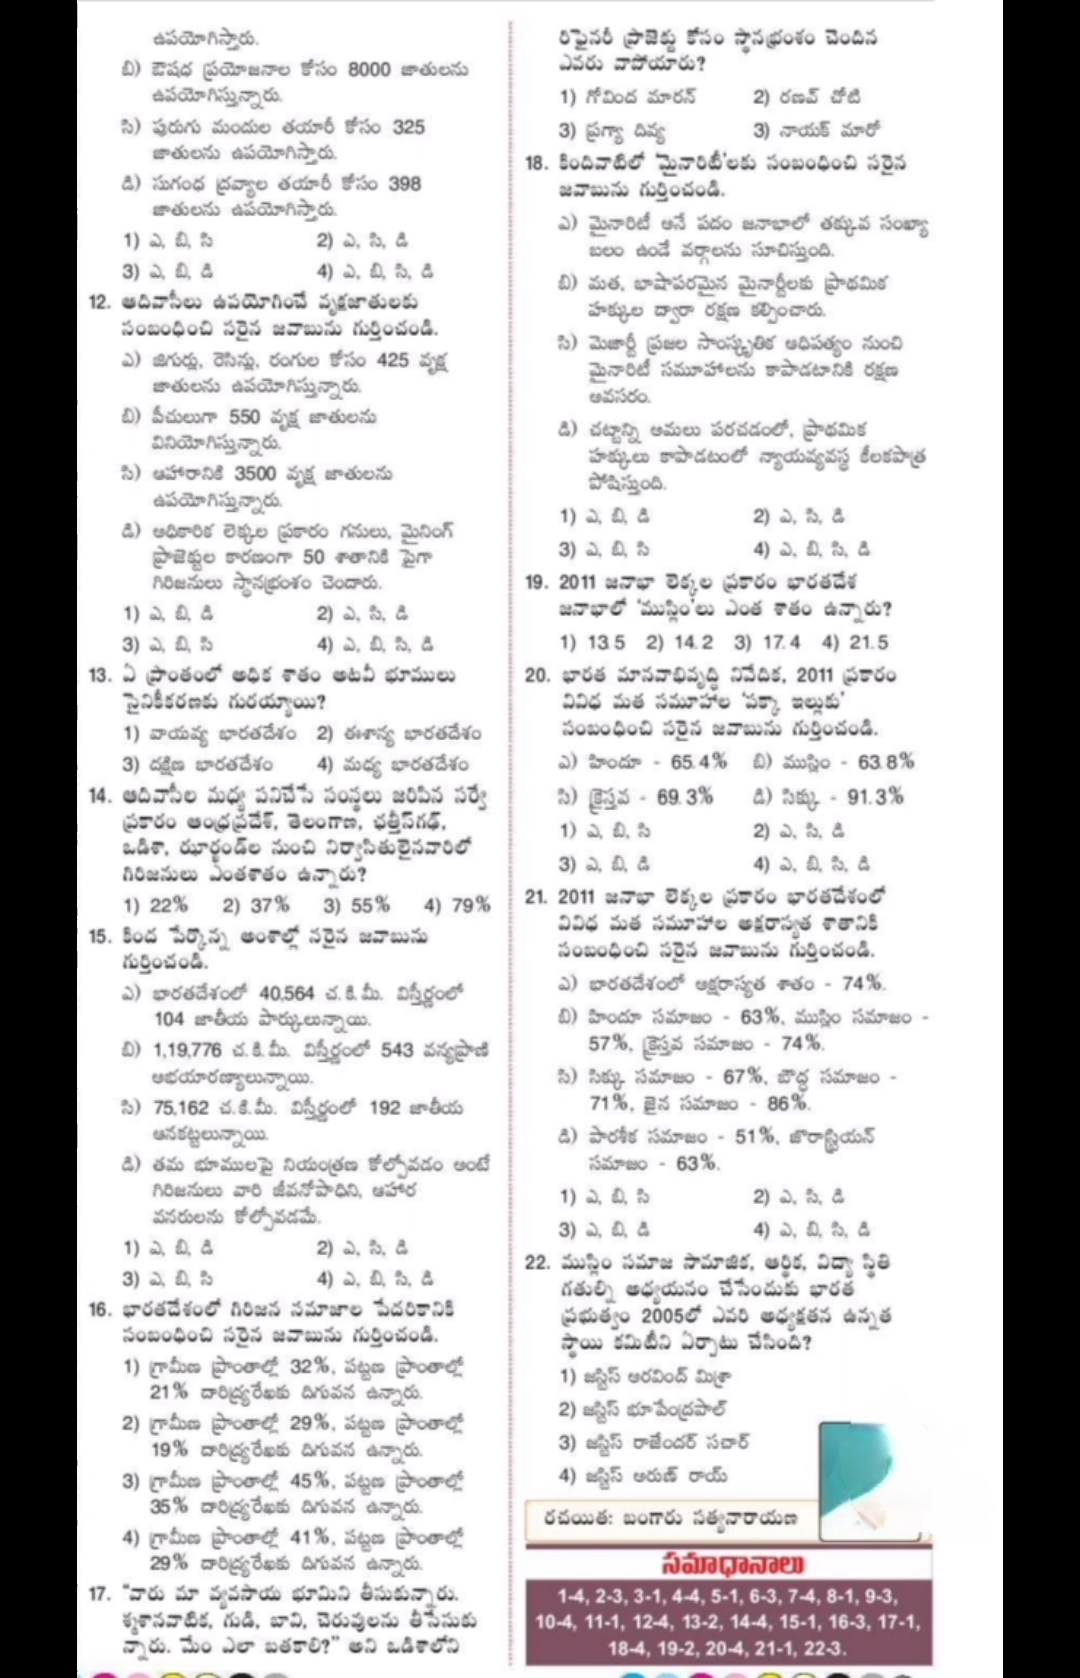 ఉపయోగిస్తారు.
బి) ఔషధ ప్రయోజనాల కోసం 8000 జాతులను
ఉపయోగిస్తున్నారు.
సి) పురుగు మందుల తయారీ కోసం 325
జాతులను ఉపయోగిస్తారు.
డి) సుగంధ ద్రవ్యాల తయారీ కోసం 398
జాతులను ఉపయోగిస్తారు.
1) ఎ, బి, సి 2) ఎ, సి, డి
3) ఎ, బి, డి 4) ఎ, బి, సి, డి
12. ఆదివాసీలు ఉపయోగించే వృక్షజాతులకు
సంబంధించి సరైన జవాబును గుర్తించండి.
ఎ) జిగుర్లు, రెసిన్లు, రంగుల కోసం 425 వృక్ష
జాతులను ఉపయోగిస్తున్నారు.
బి) పీచులుగా 550 వృక్ష జాతులను
వినియోగిస్తున్నారు.
సి) ఆహారానికి 3500 వృక్ష జాతులను
ఉపయోగిస్తున్నారు.
డి) అధికారిక లెక్కల ప్రకారం గనులు, మైనింగ్
ప్రాజెక్టుల కారణంగా 50 శాతానికి పైగా
గిరిజనులు స్థానభ్రంశం చెందారు.
1) ఎ, బి, డి 2) ఎ, సి, డి
3) ఎ, బి, సి 4) ఎ, బి, సి, డి
13. ఏ ప్రాంతంలో అధిక శాతం అటవీ భూములు
సైనికీకరణకు గురయ్యాయి?
1) వాయవ్య భారతదేశం 2) ఈశాన్య భారతదేశం
3) దక్షిణ భారతదేశం 4) మధ్య భారతదేశం
14. ఆదివాసీల మధ్య పనిచేసే సంస్థలు జరిపిన సర్వే
ప్రకారం ఆంధ్రప్రదేశ్, తెలంగాణ, ఛత్తీస్‌గఢ్,
ఒడిశా, ఝార్ఖండ్‌ల నుంచి నిర్వాసితులైనవారిలో
గిరిజనులు ఎంతశాతం ఉన్నారు?
1) 22% 2) 37% 3) 55% 4) 79%
15. కింద పేర్కొన్న అంశాల్లో సరైన జవాబును
గుర్తించండి.
ఎ) భారతదేశంలో 40,564 చ.కి.మీ. విస్తీర్ణంలో
104 జాతీయ పార్కులున్నాయి.
బి) 1,19,776 చ.కి.మీ. విస్తీర్ణంలో 543 వన్యప్రాణి
అభయారణ్యాలున్నాయి.
సి) 75,162 చ.కి.మీ. విస్తీర్ణంలో 192 జాతీయ
ఆనకట్టలున్నాయి.
డి) తమ భూములపై నియంత్రణ కోల్పోవడం అంటే
గిరిజనులు వారి జీవనోపాధిని, ఆహార
వనరులను కోల్పోవడమే.
1) ఎ, బి, డి 2) ఎ, సి, డి
3) ఎ, బి, సి 4) ఎ, బి, సి, డి
16. భారతదేశంలో గిరిజన సమాజాల పేదరికానికి
సంబంధించి సరైన జవాబును గుర్తించండి.
1) గ్రామీణ ప్రాంతాల్లో 32%, పట్టణ ప్రాంతాల్లో
21% దారిద్య్రరేఖకు దిగువన ఉన్నారు.
2) గ్రామీణ ప్రాంతాల్లో 29%, పట్టణ ప్రాంతాల్లో
19% దారిద్య్రరేఖకు దిగువన ఉన్నారు.
3) గ్రామీణ ప్రాంతాల్లో 45%, పట్టణ ప్రాంతాల్లో
35% దారిద్య్రరేఖకు దిగువన ఉన్నారు.
4) గ్రామీణ ప్రాంతాల్లో 41%, పట్టణ ప్రాంతాల్లో
29% దారిద్య్రరేఖకు దిగువన ఉన్నారు.
17. "వారు మా వ్యవసాయ భూమిని తీసుకున్నారు.
శ్మశానవాటిక, గుడి, బావి, చెరువులను తీసేసుకు
న్నారు. మేం ఎలా బతకాలి?" అని ఒడిశాలోని
రిఫైనరీ ప్రాజెక్టు కోసం స్థానభ్రంశం చెందిన
ఎవరు వాపోయారు?
1) గోవింద మారన్ 2) రణవ్ చోటి
3) ప్రగ్యా దివ్య 3) నాయక్ మారో
18. కిందివాటిలో 'మైనారిటీ'లకు సంబంధించి సరైన
జవాబును గుర్తించండి.
ఎ) మైనారిటీ అనే పదం జనాభాలో తక్కువ సంఖ్యా
బలం ఉండే వర్గాలను సూచిస్తుంది.
బి) మత, భాషాపరమైన మైనార్టీలకు ప్రాథమిక
హక్కుల ద్వారా రక్షణ కల్పించారు.
సి) మెజార్టీ ప్రజల సాంస్కృతిక ఆధిపత్యం నుంచి
మైనారిటీ సమూహాలను కాపాడటానికి రక్షణ
అవసరం.
డి) చట్టాన్ని అమలు పరచడంలో, ప్రాథమిక
హక్కులు కాపాడటంలో న్యాయవ్యవస్థ కీలకపాత్ర
పోషిస్తుంది.
1) ఎ, బి, డి 2) ఎ, సి, డి
3) ఎ, బి, సి 4) ఎ, బి, సి, డి
19. 2011 జనాభా లెక్కల ప్రకారం భారతదేశ
జనాభాలో 'ముస్లిం'లు ఎంత శాతం ఉన్నారు?
1) 13.5 2) 14.2 3) 17.4 4) 21.5
20. భారత మానవాభివృద్ధి నివేదిక, 2011 ప్రకారం
వివిధ మత సమూహాల 'పక్కా ఇల్లుకు'
సంబంధించి సరైన జవాబును గుర్తించండి.
ఎ) హిందూ - 65.4% బి) ముస్లిం - 63.8%
సి) క్రైస్తవ - 69.3% డి) సిక్కు - 91.3%
1) ఎ, బి, సి 2) ఎ, సి, డి
3) ఎ, బి, డి 4) ఎ, బి, సి, డి
21. 2011 జనాభా లెక్కల ప్రకారం భారతదేశంలో
వివిధ మత సమూహాల అక్షరాస్యత శాతానికి
సంబంధించి సరైన జవాబును గుర్తించండి.
ఎ) భారతదేశంలో అక్షరాస్యత శాతం - 74%.
బి) హిందూ సమాజం - 63%, ముస్లిం సమాజం -
57%, క్రైస్తవ సమాజం - 74%.
సి) సిక్కు సమాజం - 67%, బౌద్ధ సమాజం -
71%, జైన సమాజం - 86%.
డి) పారశీక సమాజం - 51%, జొరాస్ట్రియన్
సమాజం - 63%.
1) ఎ, బి, సి 2) ఎ, సి, డి
3) ఎ, బి, డి 4) ఎ, బి, సి, డి
22. ముస్లిం సమాజ సామాజిక, ఆర్థిక, విద్యా స్థితి
గతుల్ని అధ్యయనం చేసేందుకు భారత
ప్రభుత్వం 2005లో ఎవరి అధ్యక్షతన ఉన్నత
స్థాయి కమిటీని ఏర్పాటు చేసింది?
1) జస్టిస్ అరవింద్ మిశ్రా
2) జస్టిస్ భూపేంద్రపాల్
3) జస్టిస్ రాజేందర్ సచార్
4) జస్టిస్ అరుణ్ రాయ్
రచయిత: బంగారు సత్యనారాయణ
సమాధానాలు
1-4, 2-3, 3-1, 4-4, 5-1, 6-3, 7-4, 8-1, 9-3,
10-4, 11-1, 12-4, 13-2, 14-4, 15-1, 16-3, 17-1,
18-4, 19-2, 20-4, 21-1, 22-3.